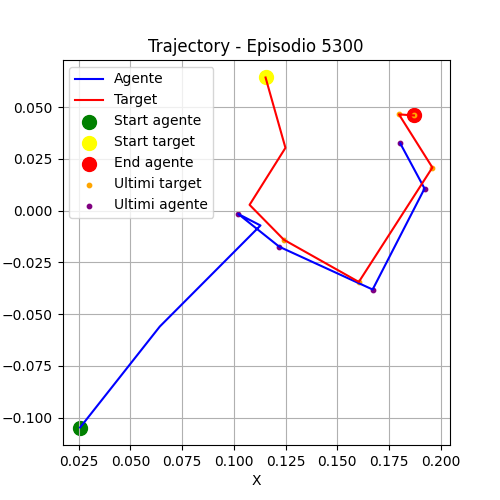 Trajectory - Episodio 5300
Agente
Target
Start agente
Start target
End agente
Ultimi target
Ultimi agente
0.050
0.025
0.000
−0.025
−0.050
−0.075
−0.100
0.025 0.050 0.075 0.100 0.125 0.150 0.175 0.200
X